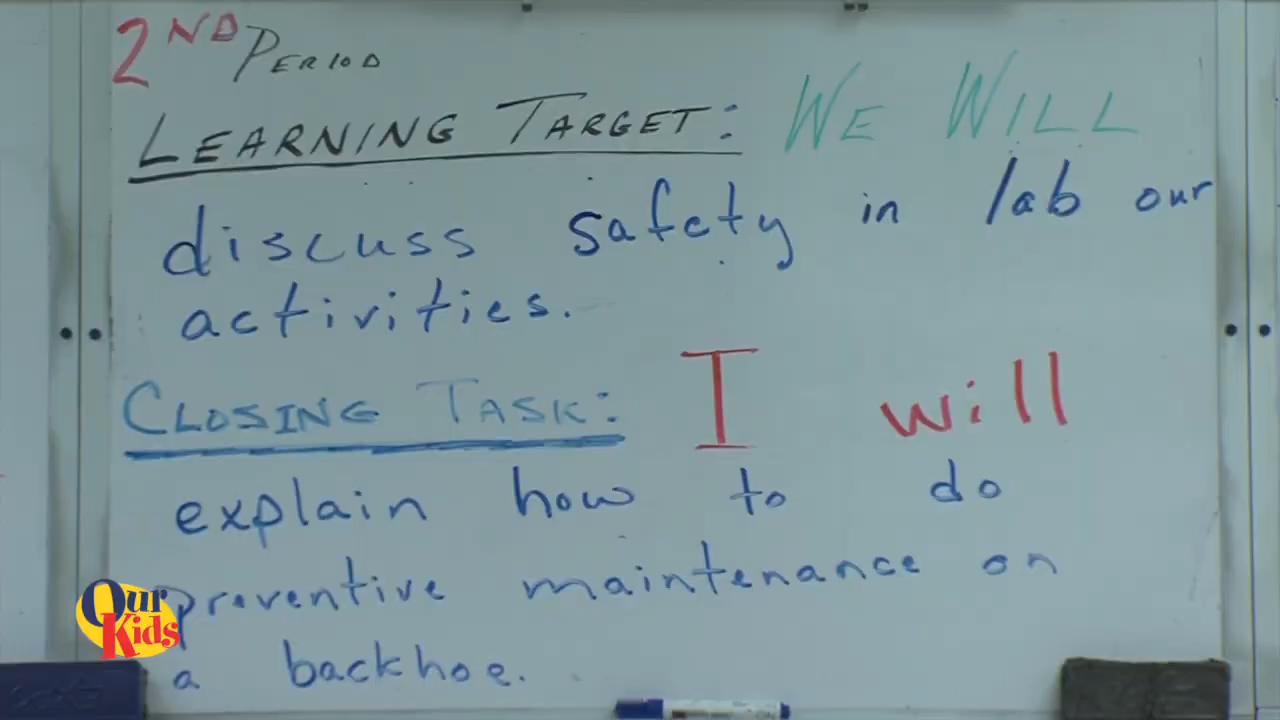 2ND PERIOD
LEARNING TARGET: WE WILL
discuss safety in lab our
activities.
CLOSING TASK: I will
explain how to do
preventive maintenance on
a backhoe.
Our
Kids